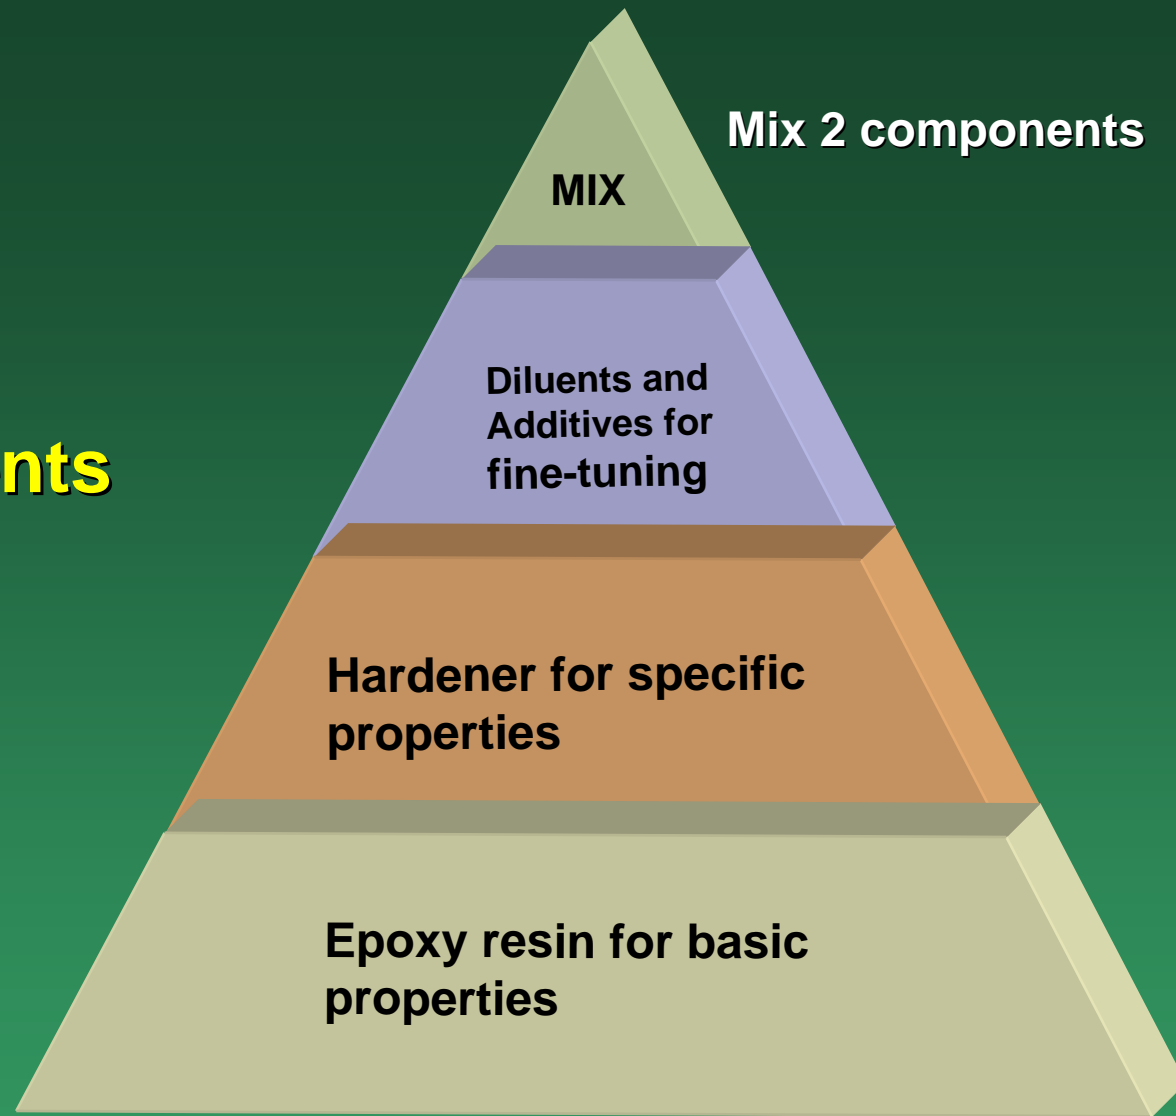 Mix 2 components
MIX
Diluents and
Additives for
fine-tuning
nts
Hardener for specific
properties
Epoxy resin for basic
properties